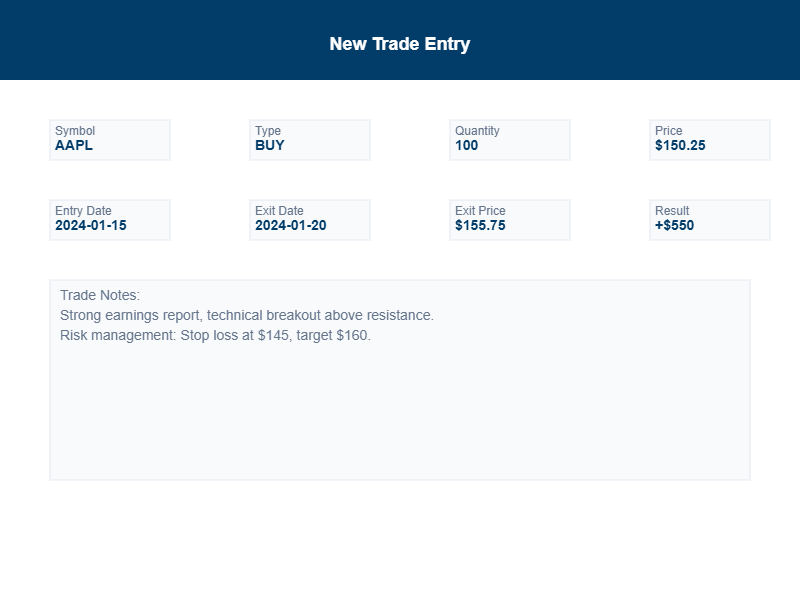 New Trade Entry
Symbol
AAPL
Type
BUY
Quantity
100
Price
$150.25
Entry Date
2024-01-15
Exit Date
2024-01-20
Exit Price
$155.75
Result
+$550
Trade Notes:
Strong earnings report, technical breakout above resistance.
Risk management: Stop loss at $145, target $160.